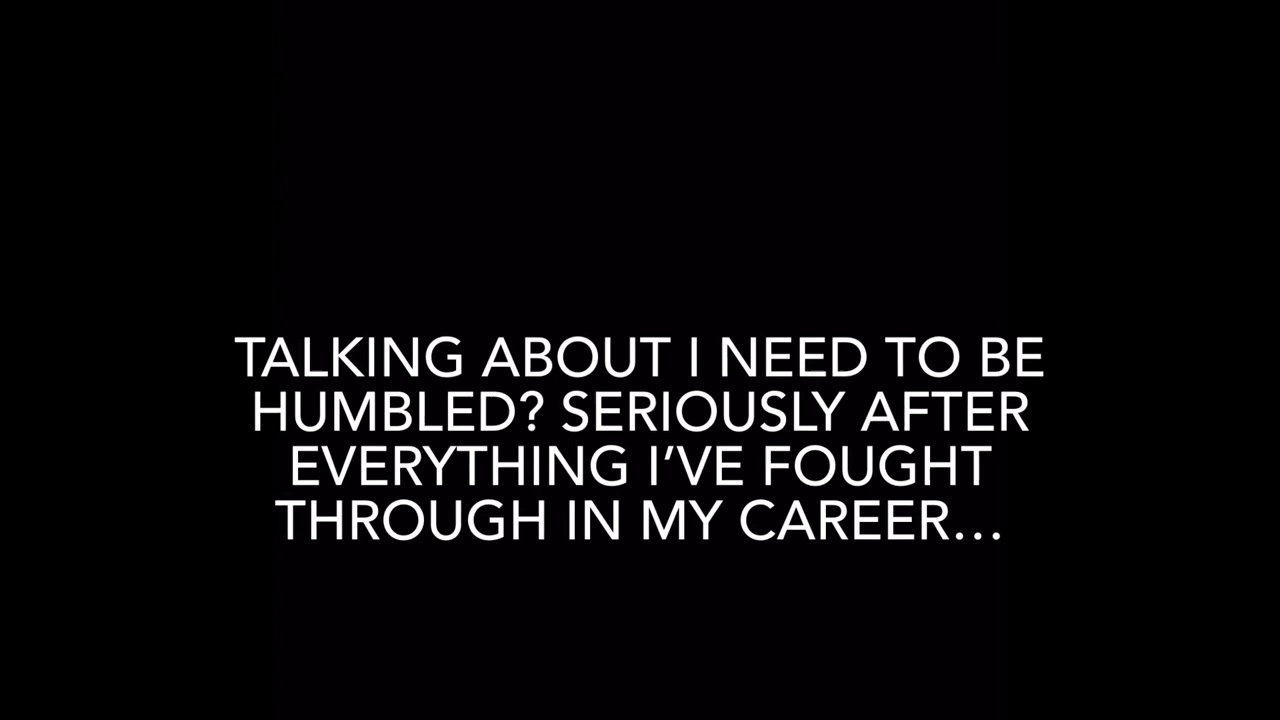 TALKING ABOUT I NEED TO BE
HUMBLED? SERIOUSLY AFTER
EVERYTHING I’VE FOUGHT
THROUGH IN MY CAREER…